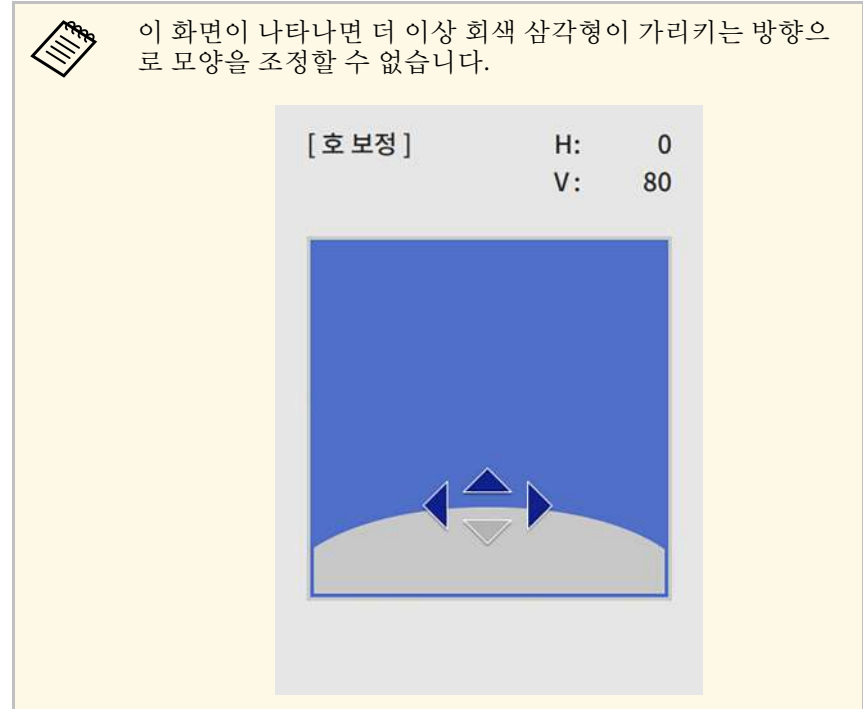 이 화면이 나타나면 더 이상 회색 삼각형이 가리키는 방향으
로 모양을 조정할 수 없습니다.
[ 호 보정 ] H: 0
V: 80